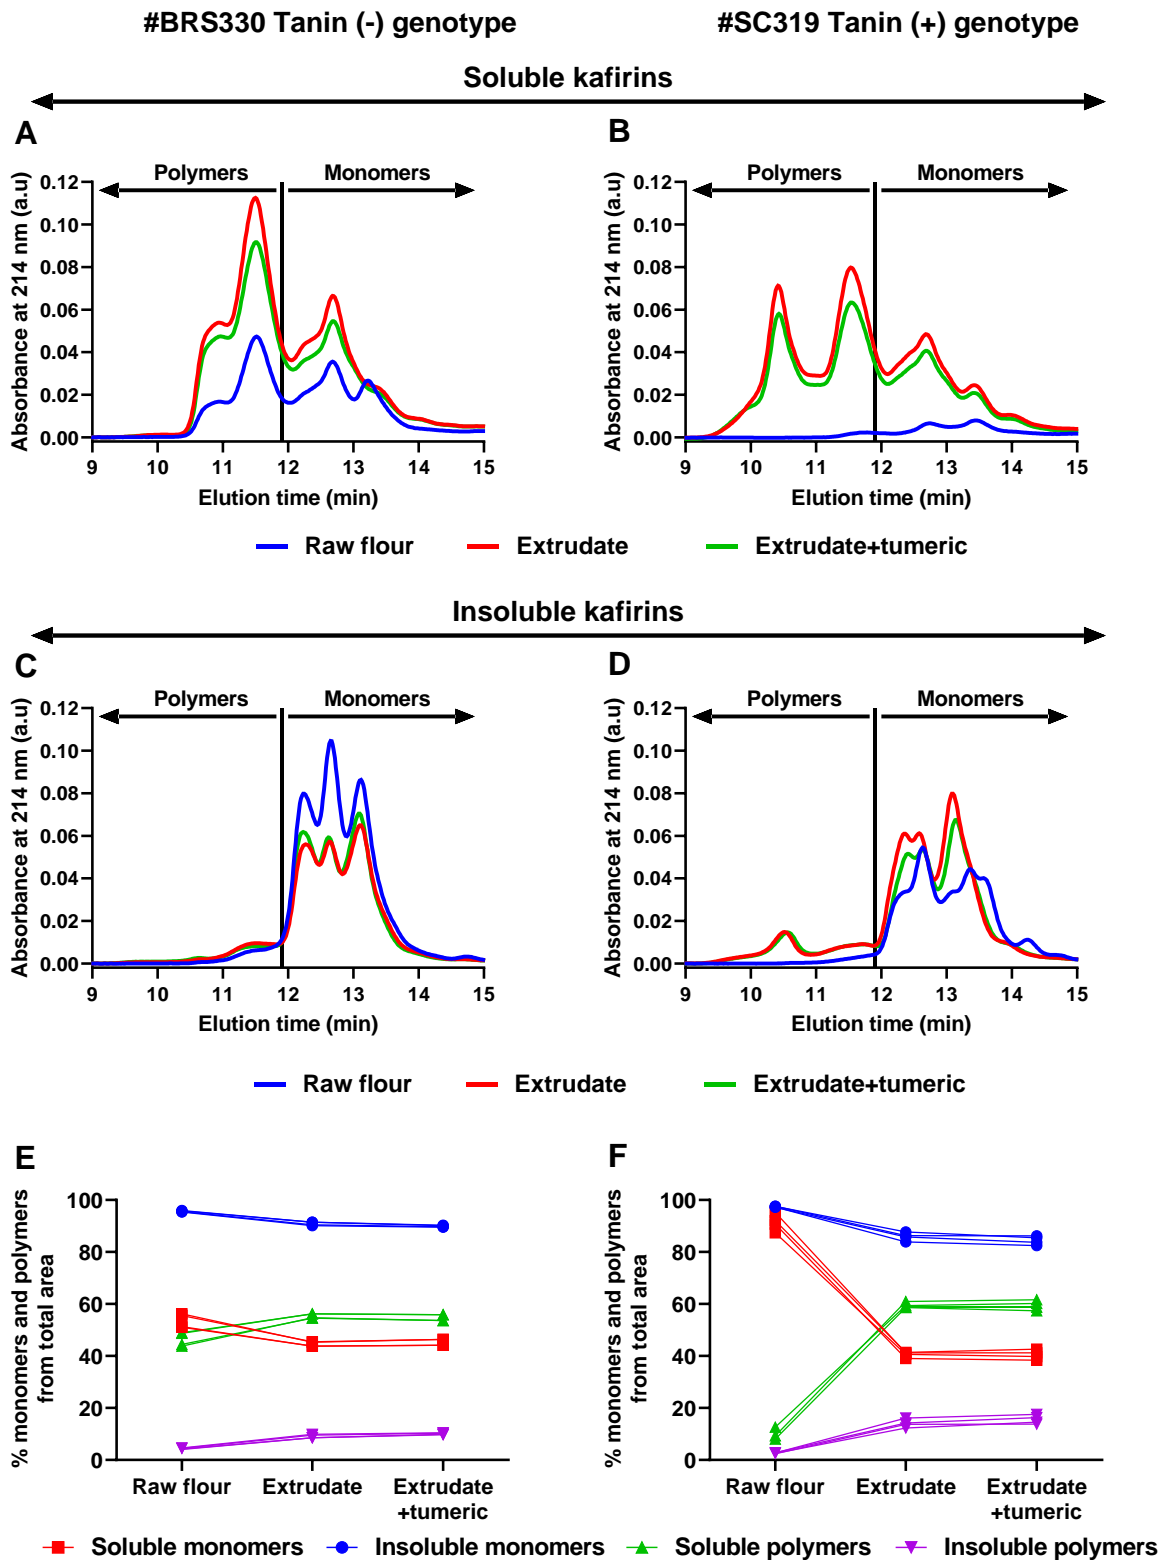 #BRS330 Tanin (-) genotype
#SC319 Tanin (+) genotype
Soluble kafirins
A
Polymers
Monomers
Absorbance at 214 nm (a.u)
0.12
0.10
0.08
0.06
0.04
0.02
0.00
9 10 11 12 13 14 15
Elution time (min)
B
Polymers
Monomers
Absorbance at 214 nm (a.u)
0.12
0.10
0.08
0.06
0.04
0.02
0.00
9 10 11 12 13 14 15
Elution time (min)
Raw flour Extrudate Extrudate+tumeric
Insoluble kafirins
C
Polymers
Monomers
Absorbance at 214 nm (a.u)
0.12
0.10
0.08
0.06
0.04
0.02
0.00
9 10 11 12 13 14 15
Elution time (min)
D
Polymers
Monomers
Absorbance at 214 nm (a.u)
0.12
0.10
0.08
0.06
0.04
0.02
0.00
9 10 11 12 13 14 15
Elution time (min)
Raw flour Extrudate Extrudate+tumeric
E
% monomers and polymers
from total area
100
80
60
40
20
0
Raw flour Extrudate Extrudate
+tumeric
F
% monomers and polymers
from total area
100
80
60
40
20
0
Raw flour Extrudate Extrudate
+tumeric
Soluble monomers Insoluble monomers Soluble polymers Insoluble polymers